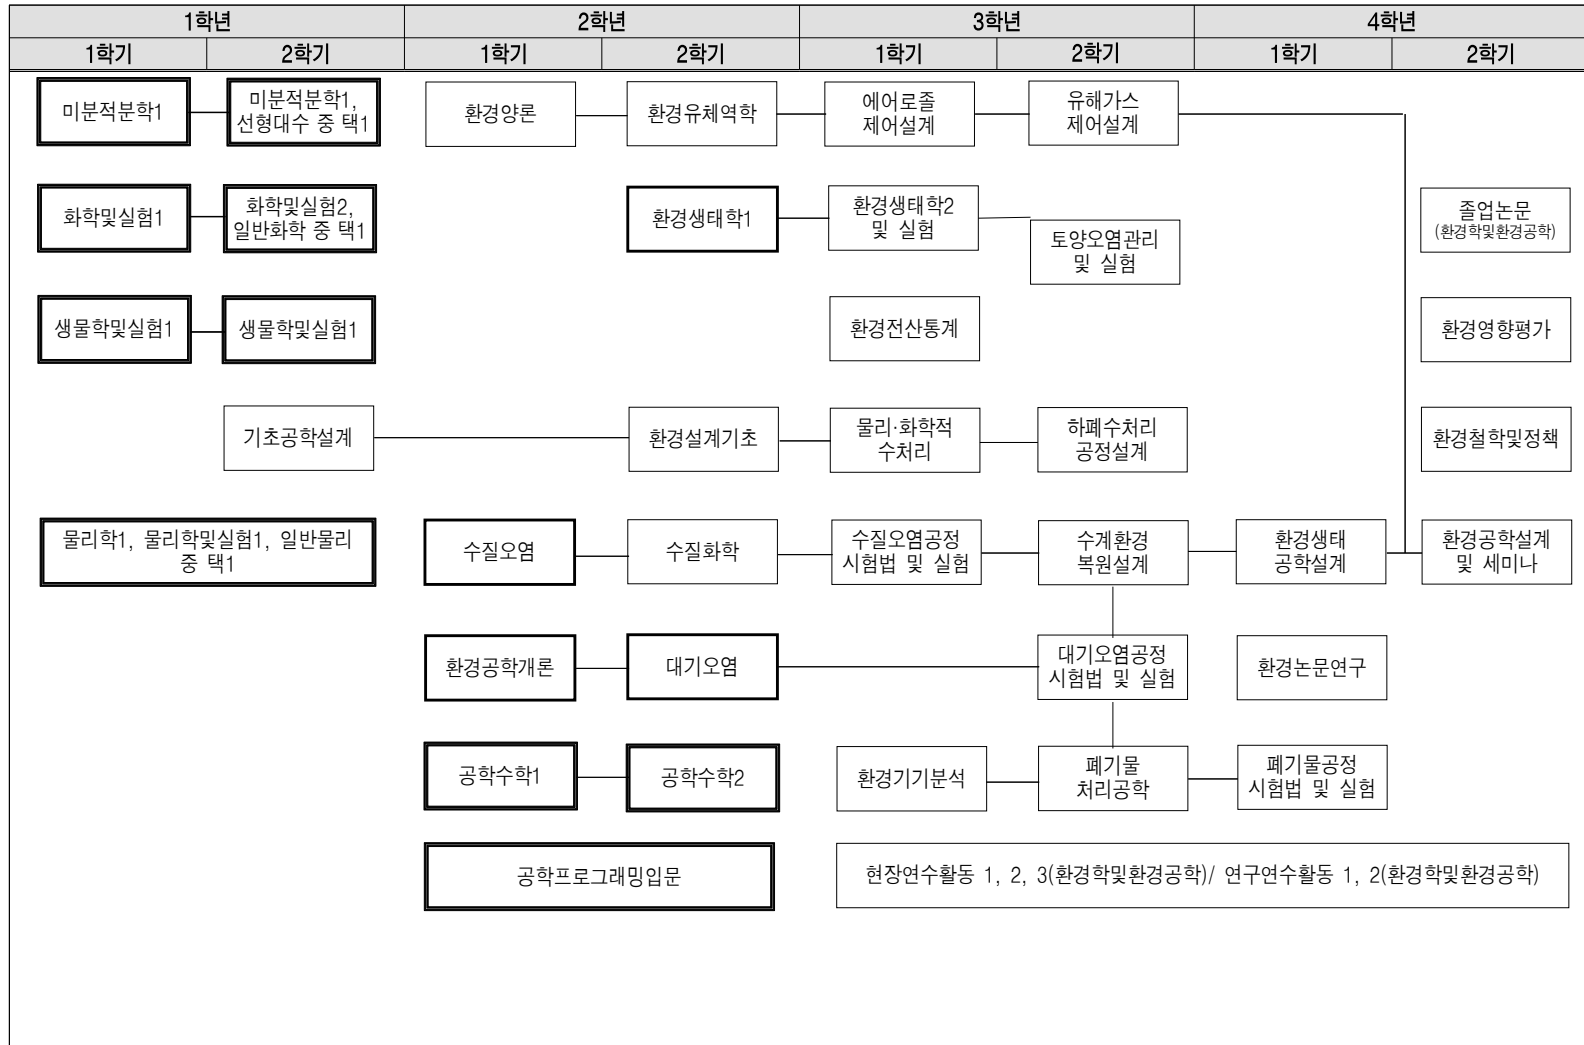 1학년 2학년 3학년 4학년
1학기 2학기 1학기 2학기 1학기 2학기 1학기 2학기
미분적분학1
미분적분학1,
선형대수 중 택1
환경양론
환경유체역학
에어로졸
제어설계
유해가스
제어설계
화학및실험1
화학및실험2,
일반화학 중 택1
환경생태학1
환경생태학2
및 실험
토양오염관리
및 실험
졸업논문
(환경학및환경공학)
생물학및실험1
생물학및실험1
환경전산통계
환경영향평가
기초공학설계
환경설계기초
물리·화학적
수처리
하폐수처리
공정설계
환경철학및정책
물리학1, 물리학및실험1, 일반물리
중 택1
수질오염
수질화학
수질오염공정
시험법 및 실험
수계환경
복원설계
환경생태
공학설계
환경공학설계
및 세미나
환경공학개론
대기오염
대기오염공정
시험법 및 실험
환경논문연구
공학수학1
공학수학2
환경기기분석
폐기물
처리공학
폐기물공정
시험법 및 실험
공학프로그래밍입문
현장연수활동 1, 2, 3(환경학및환경공학)/ 연구연수활동 1, 2(환경학및환경공학)